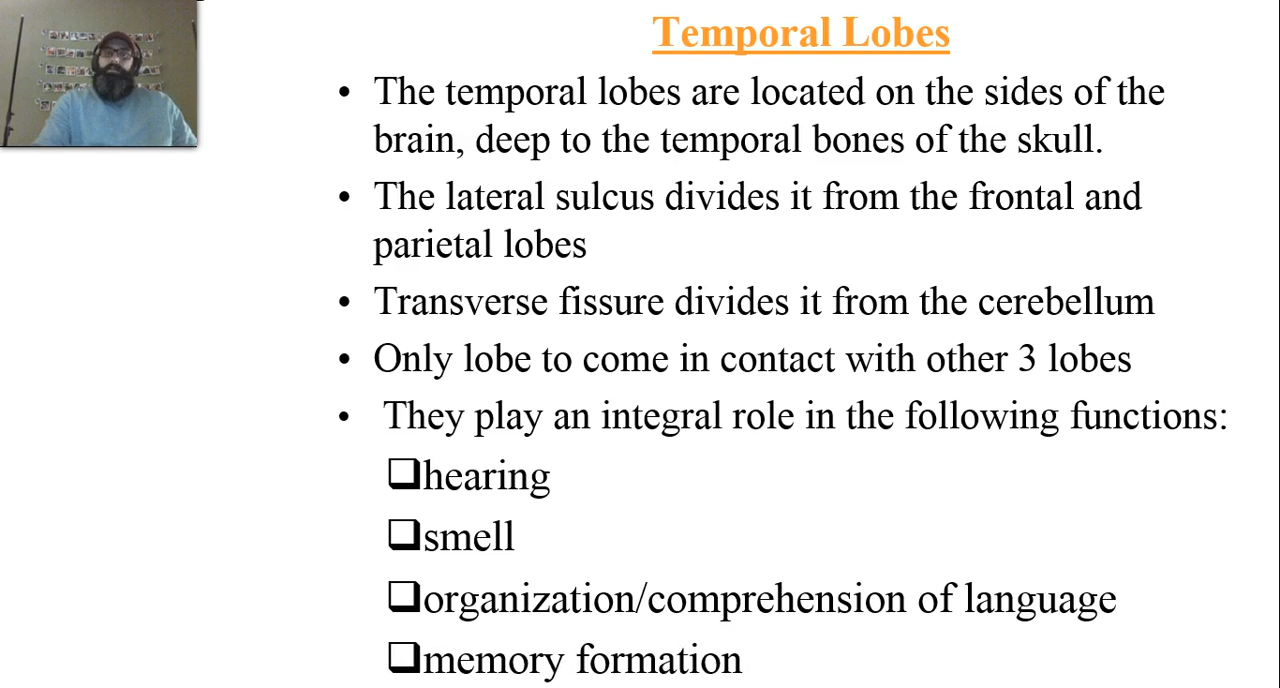 Temporal Lobes
• The temporal lobes are located on the sides of the
brain, deep to the temporal bones of the skull.
• The lateral sulcus divides it from the frontal and
parietal lobes
• Transverse fissure divides it from the cerebellum
• Only lobe to come in contact with other 3 lobes
• They play an integral role in the following functions:
❑hearing
❑smell
❑organization/comprehension of language
❑memory formation